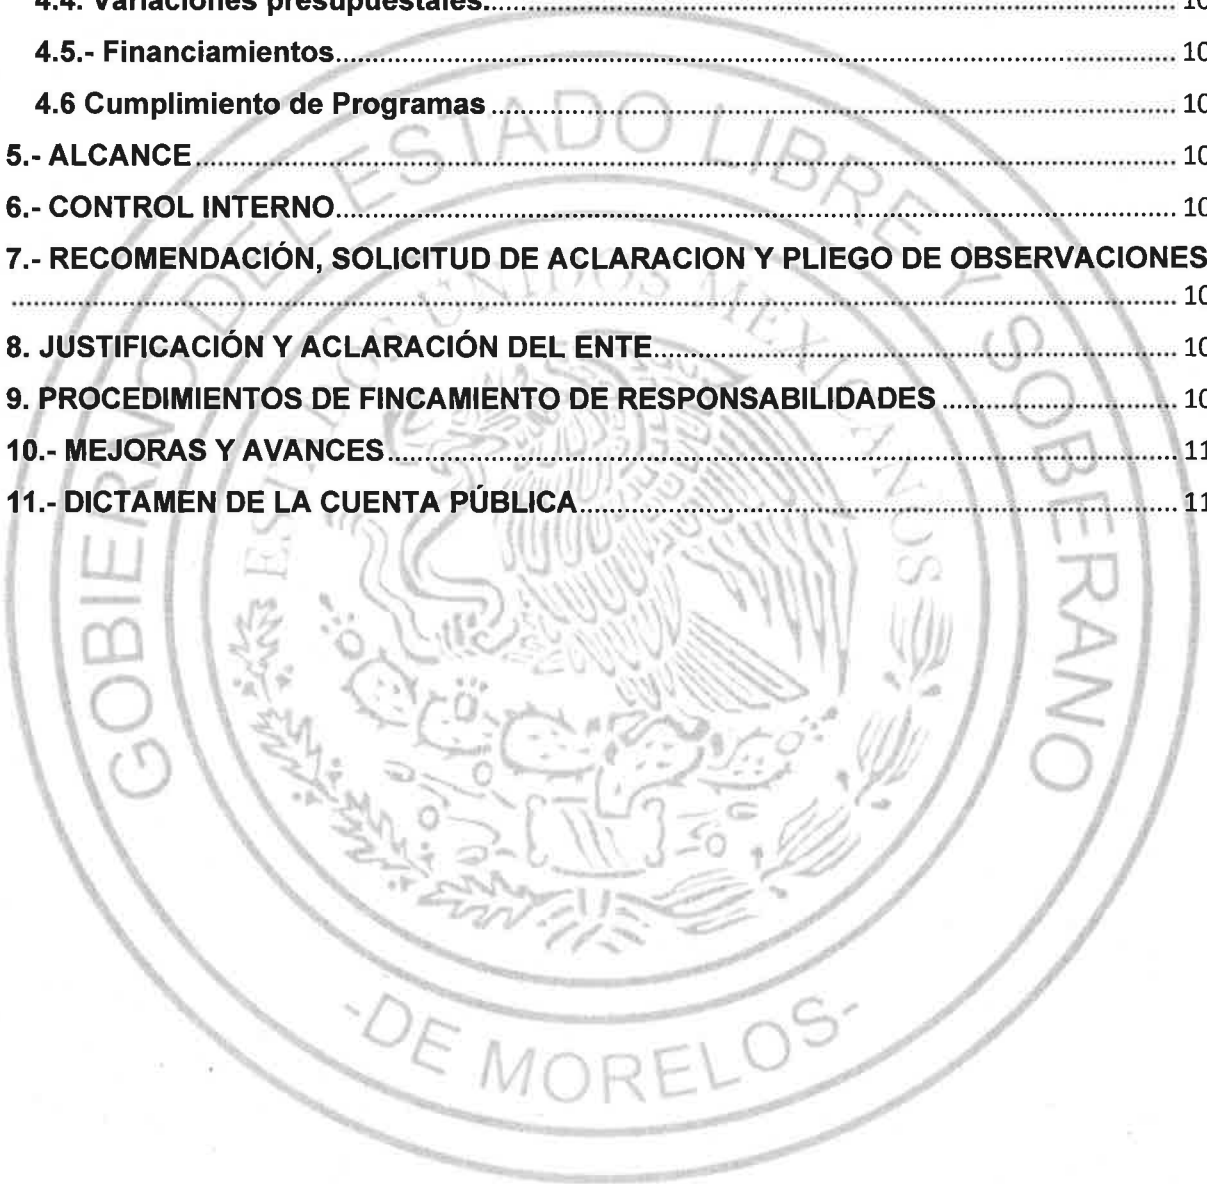 4.4. Variaciones presupuestales. 10
4.5.- Financiamientos 10
4.6 Cumplimiento de Programas 10
5.- ALCANCE 10
6.- CONTROL INTERNO 10
7.- RECOMENDACIÓN, SOLICITUD DE ACLARACION Y PLIEGO DE OBSERVACIONES
10
8. JUSTIFICACIÓN Y ACLARACIÓN DEL ENTE 10
9. PROCEDIMIENTOS DE FINCAMIENTO DE RESPONSABILIDADES 10
10.- MEJORAS Y AVANCES 11
11.- DICTAMEN DE LA CUENTA PÚBLICA 11
GOBIERNO DEL ESTADO LIBRE Y SOBERANO
-DE MORELOS-
ESTADOS UNIDOS MEXICANOS